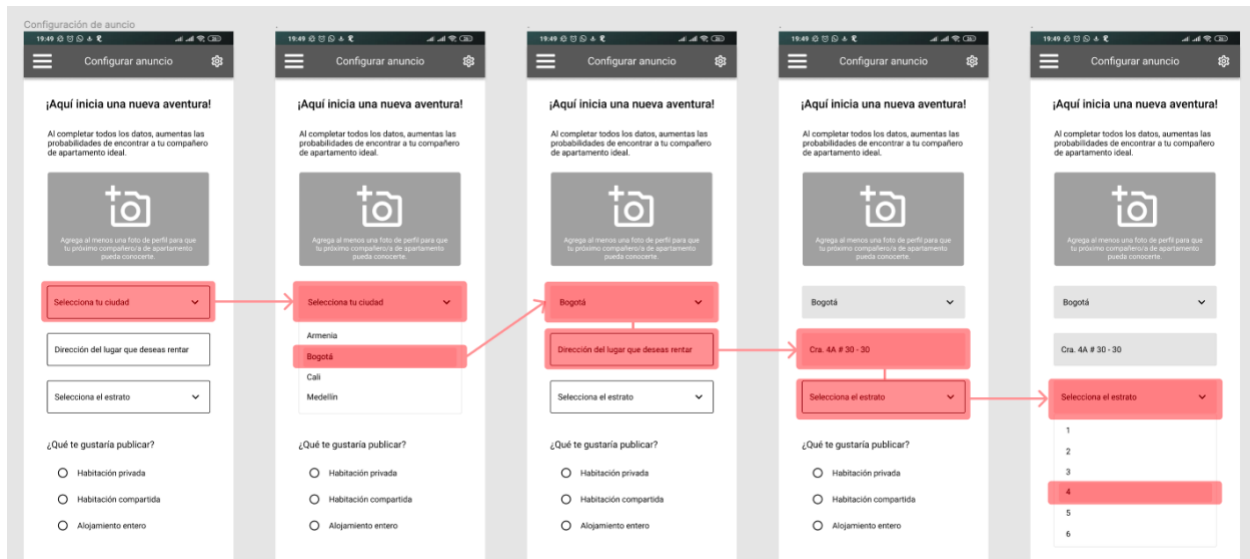 Configuración de auncio
19:49
Configurar anuncio
¡Aquí inicia una nueva aventura!
Al completar todos los datos, aumentas las
probabilidades de encontrar a tu compañero
de apartamento ideal.
Agrega al menos una foto de perfil para que
tu próximo compañero/a de apartamento
pueda conocerte.
Selecciona tu ciudad
Dirección del lugar que deseas rentar
Selecciona el estrato
¿Qué te gustaría publicar?
Habitación privada
Habitación compartida
Alojamiento entero
19:49
Configurar anuncio
¡Aquí inicia una nueva aventura!
Al completar todos los datos, aumentas las
probabilidades de encontrar a tu compañero
de apartamento ideal.
Agrega al menos una foto de perfil para que
tu próximo compañero/a de apartamento
pueda conocerte.
Selecciona tu ciudad
Armenia
Bogotá
Cali
Medellín
¿Qué te gustaría publicar?
Habitación privada
Habitación compartida
Alojamiento entero
19:49
Configurar anuncio
¡Aquí inicia una nueva aventura!
Al completar todos los datos, aumentas las
probabilidades de encontrar a tu compañero
de apartamento ideal.
Agrega al menos una foto de perfil para que
tu próximo compañero/a de apartamento
pueda conocerte.
Bogotá
Dirección del lugar que deseas rentar
Selecciona el estrato
¿Qué te gustaría publicar?
Habitación privada
Habitación compartida
Alojamiento entero
19:49
Configurar anuncio
¡Aquí inicia una nueva aventura!
Al completar todos los datos, aumentas las
probabilidades de encontrar a tu compañero
de apartamento ideal.
Agrega al menos una foto de perfil para que
tu próximo compañero/a de apartamento
pueda conocerte.
Bogotá
Cra. 4A # 30 - 30
Selecciona el estrato
¿Qué te gustaría publicar?
Habitación privada
Habitación compartida
Alojamiento entero
19:49
Configurar anuncio
¡Aquí inicia una nueva aventura!
Al completar todos los datos, aumentas las
probabilidades de encontrar a tu compañero
de apartamento ideal.
Agrega al menos una foto de perfil para que
tu próximo compañero/a de apartamento
pueda conocerte.
Bogotá
Cra. 4A # 30 - 30
Selecciona el estrato
1
2
3
4
5
6